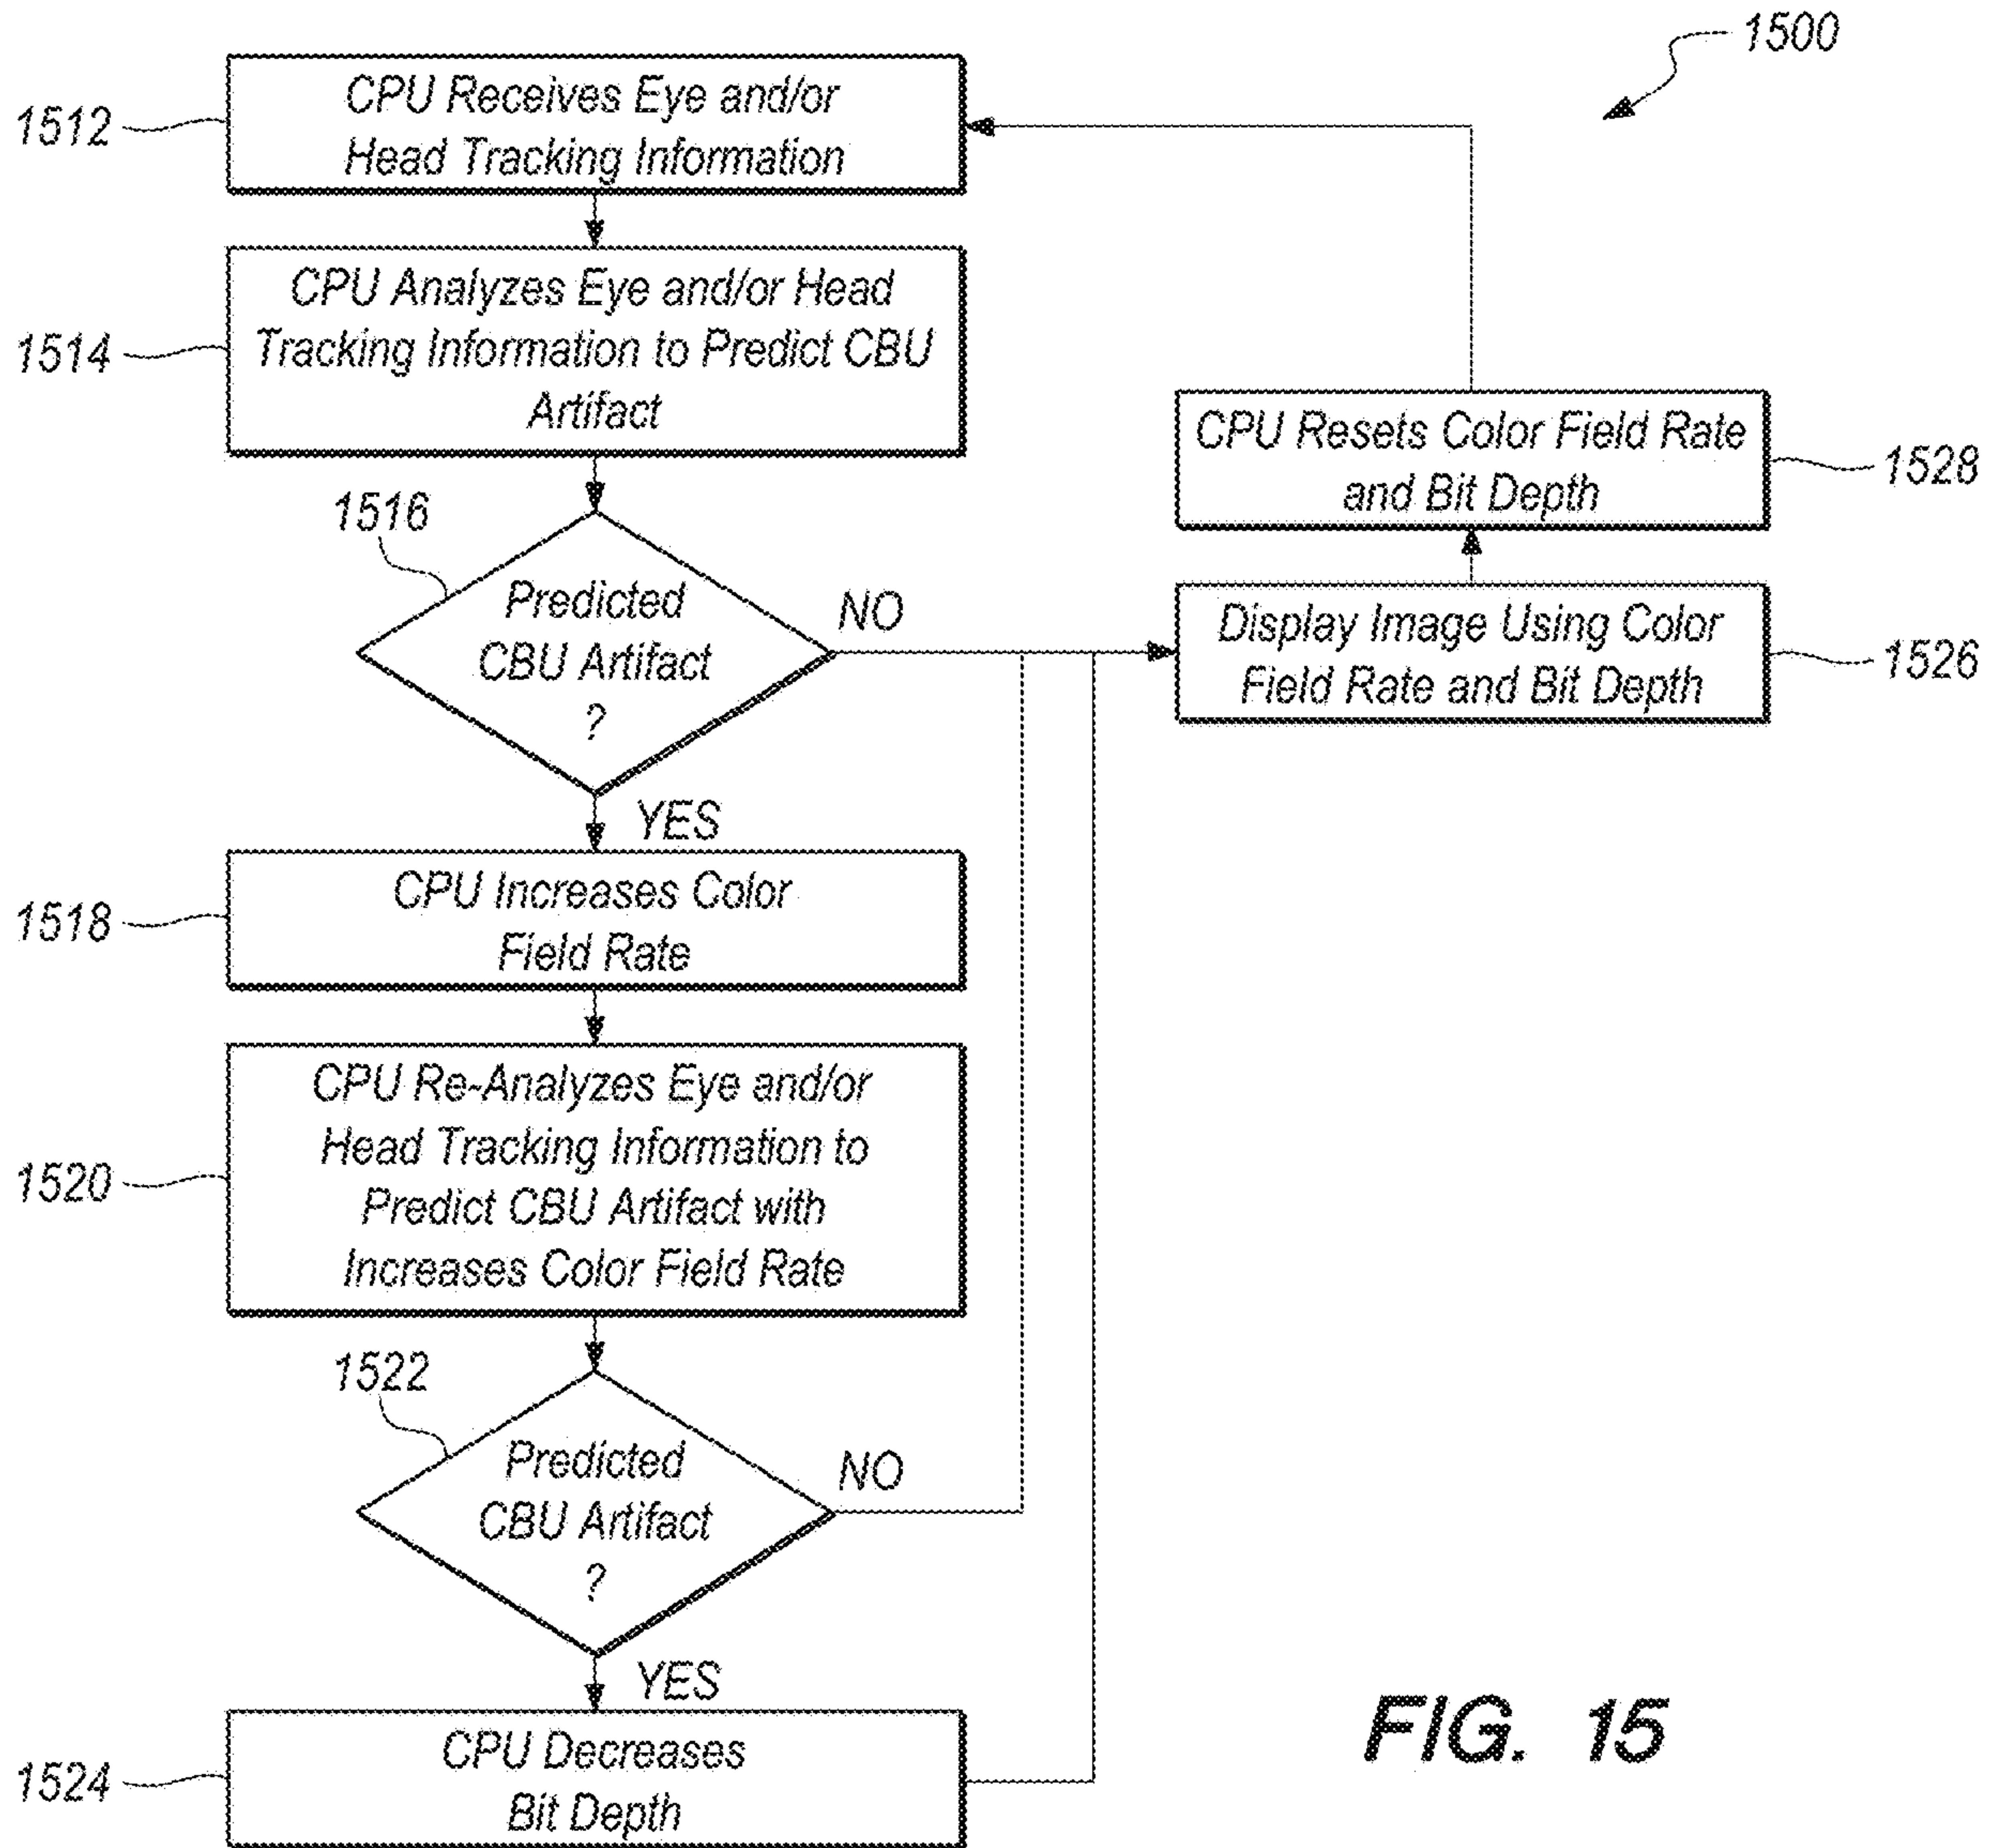 1500
1512
CPU Receives Eye and/or
Head Tracking Information
1514
CPU Analyzes Eye and/or Head
Tracking Information to Predict CBU
Artifact
1516
Predicted
CBU Artifact
?
NO
YES
1518
CPU Increases Color
Field Rate
1520
CPU Re-Analyzes Eye and/or
Head Tracking Information to
Predict CBU Artifact with
Increases Color Field Rate
1522
Predicted
CBU Artifact
?
NO
YES
1524
CPU Decreases
Bit Depth
CPU Resets Color Field Rate
and Bit Depth
1528
Display Image Using Color
Field Rate and Bit Depth
1526
FIG. 15